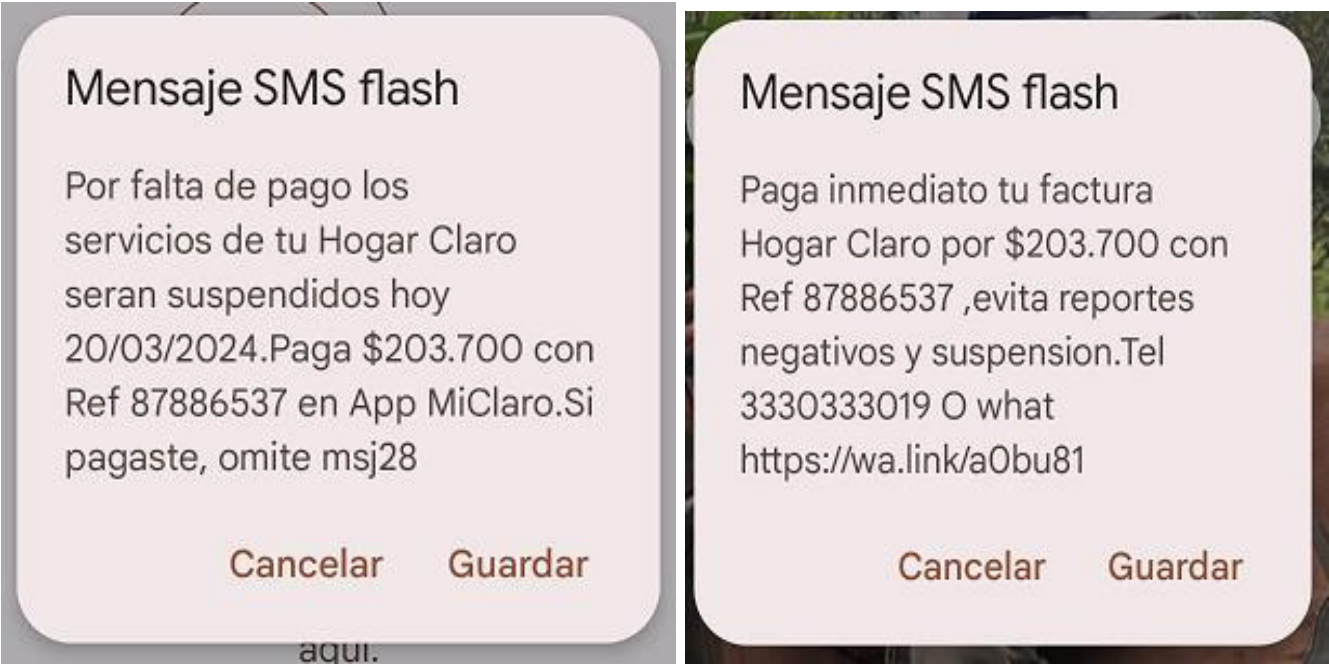 Mensaje SMS flash
Por falta de pago los
servicios de tu Hogar Claro
seran suspendidos hoy
20/03/2024.Paga $203.700 con
Ref 87886537 en App MiClaro.Si
pagaste, omite msj28
Cancelar Guardar
aquí.
Mensaje SMS flash
Paga inmediato tu factura
Hogar Claro por $203.700 con
Ref 87886537 ,evita reportes
negativos y suspension.Tel
3330333019 O what
https://wa.link/a0bu81
Cancelar Guardar